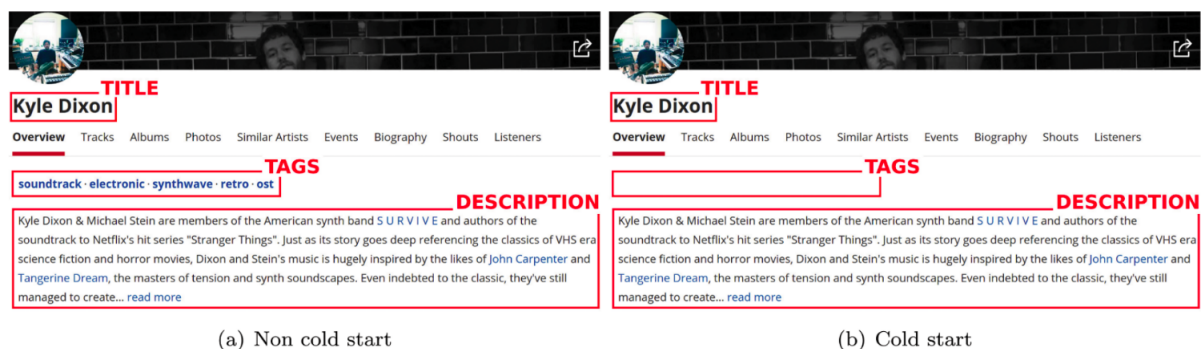 TITLE
Kyle Dixon
Overview Tracks Albums Photos Similar Artists Events Biography Shouts Listeners
TAGS
soundtrack · electronic · synthwave · retro · ost
DESCRIPTION
Kyle Dixon & Michael Stein are members of the American synth band S U R V I V E and authors of the
soundtrack to Netflix's hit series "Stranger Things". Just as its story goes deep referencing the classics of VHS era
science fiction and horror movies, Dixon and Stein's music is hugely inspired by the likes of John Carpenter and
Tangerine Dream, the masters of tension and synth soundscapes. Even indebted to the classic, they've still
managed to create... read more
(a) Non cold start
TITLE
Kyle Dixon
Overview Tracks Albums Photos Similar Artists Events Biography Shouts Listeners
TAGS
DESCRIPTION
Kyle Dixon & Michael Stein are members of the American synth band S U R V I V E and authors of the
soundtrack to Netflix's hit series "Stranger Things". Just as its story goes deep referencing the classics of VHS era
science fiction and horror movies, Dixon and Stein's music is hugely inspired by the likes of John Carpenter and
Tangerine Dream, the masters of tension and synth soundscapes. Even indebted to the classic, they've still
managed to create... read more
(b) Cold start